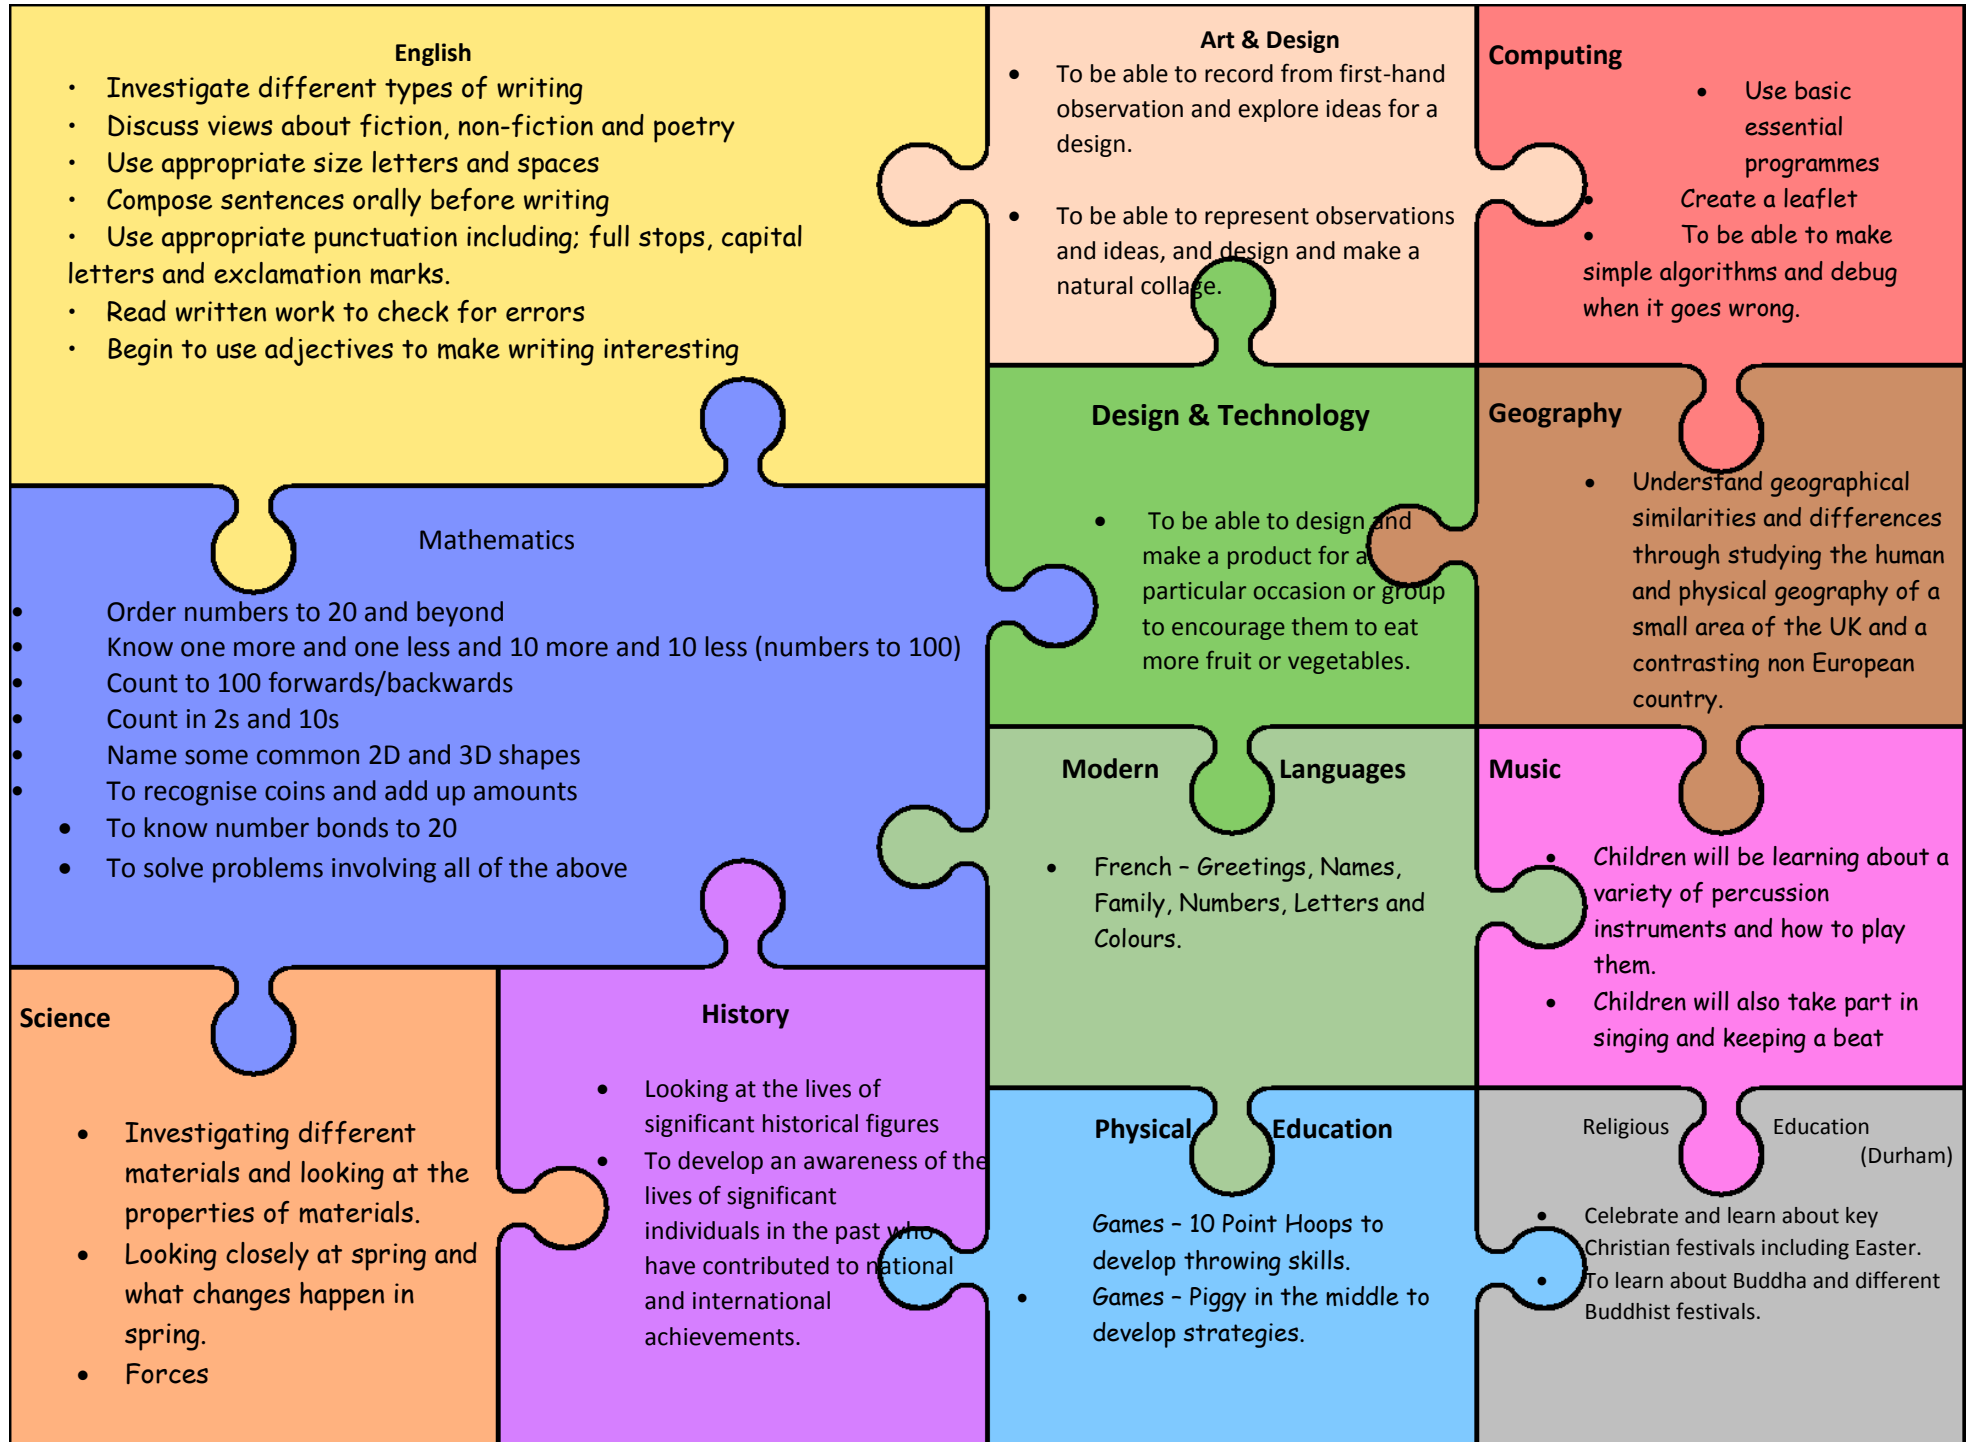 English
• Investigate different types of writing
• Discuss views about fiction, non-fiction and poetry
• Use appropriate size letters and spaces
• Compose sentences orally before writing
• Use appropriate punctuation including; full stops, capital
letters and exclamation marks.
• Read written work to check for errors
• Begin to use adjectives to make writing interesting
Art & Design
• To be able to record from first-hand
observation and explore ideas for a
design.
• To be able to represent observations
and ideas, and design and make a
natural collage.
Computing
• Use basic
essential
programmes
• Create a leaflet
• To be able to make
simple algorithms and debug
when it goes wrong.
Mathematics
• Order numbers to 20 and beyond
• Know one more and one less and 10 more and 10 less (numbers to 100)
• Count to 100 forwards/backwards
• Count in 2s and 10s
• Name some common 2D and 3D shapes
• To recognise coins and add up amounts
• To know number bonds to 20
• To solve problems involving all of the above
Design & Technology
• To be able to design and
make a product for a
particular occasion or group
to encourage them to eat
more fruit or vegetables.
Geography
• Understand geographical
similarities and differences
through studying the human
and physical geography of a
small area of the UK and a
contrasting non European
country.
Modern Languages
• French – Greetings, Names,
Family, Numbers, Letters and
Colours.
Music
• Children will be learning about a
variety of percussion
instruments and how to play
them.
• Children will also take part in
singing and keeping a beat
Science
• Investigating different
materials and looking at the
properties of materials.
• Looking closely at spring and
what changes happen in
spring.
• Forces
History
• Looking at the lives of
significant historical figures
• To develop an awareness of the
lives of significant
individuals in the past who
have contributed to national
and international
achievements.
Physical Education
Games – 10 Point Hoops to
develop throwing skills.
• Games – Piggy in the middle to
develop strategies.
Religious Education
(Durham)
• Celebrate and learn about key
Christian festivals including Easter.
• To learn about Buddha and different
Buddhist festivals.